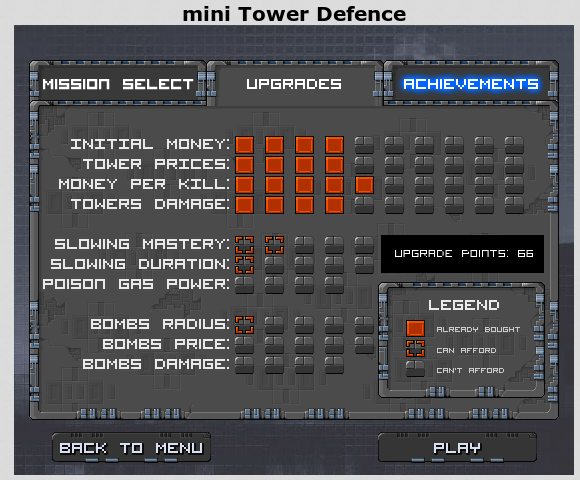 mini Tower Defence
MISSION SELECT
UPGRADES
ACHIEVEMENTS
INITIAL MONEY:
TOWER PRICES:
MONEY PER KILL:
TOWERS DAMAGE:
SLOWING MASTERY:
SLOWING DURATION:
POISON GAS POWER:
UPGRADE POINTS: 66
BOMBS RADIUS:
BOMBS PRICE:
BOMBS DAMAGE:
LEGEND
ALREADY BOUGHT
CAN AFFORD
CAN'T AFFORD
BACK TO MENU
PLAY